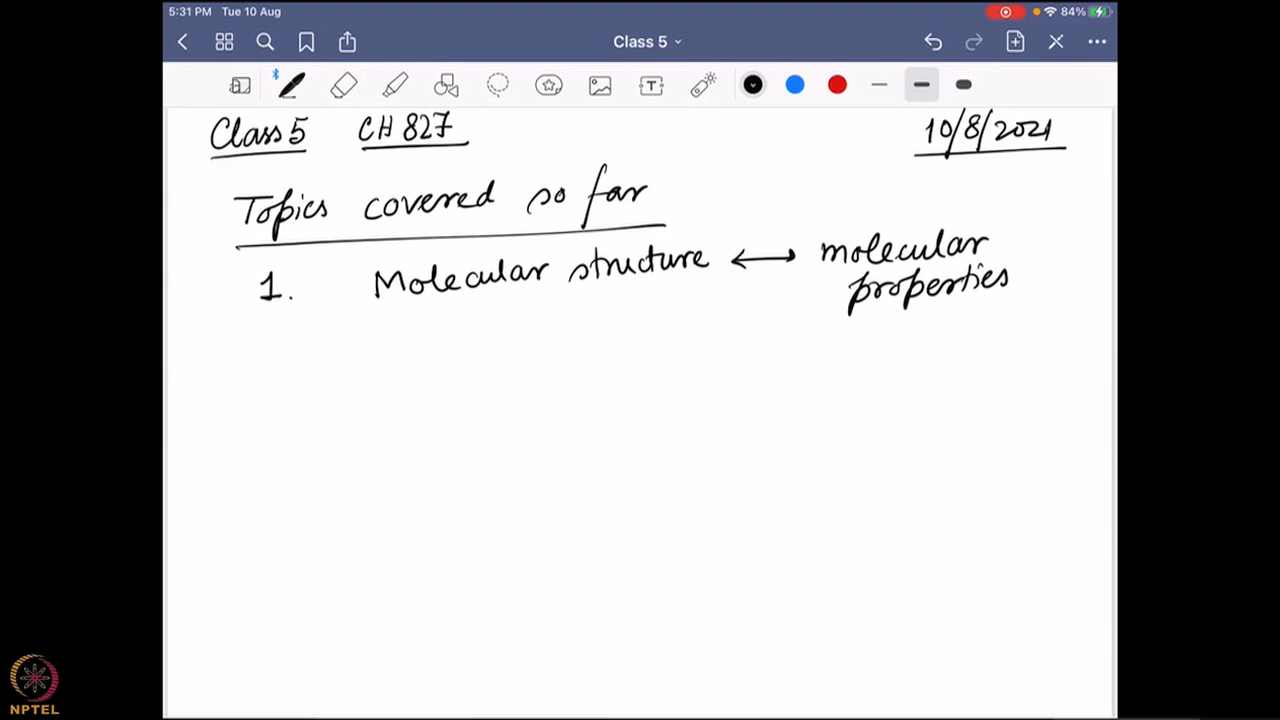 5:31 PM Tue 10 Aug 84%
Class 5
T
Class 5 CH 827 10/8/2021
Topics covered so far
1. Molecular structure ⟷ molecular
properties
NPTEL